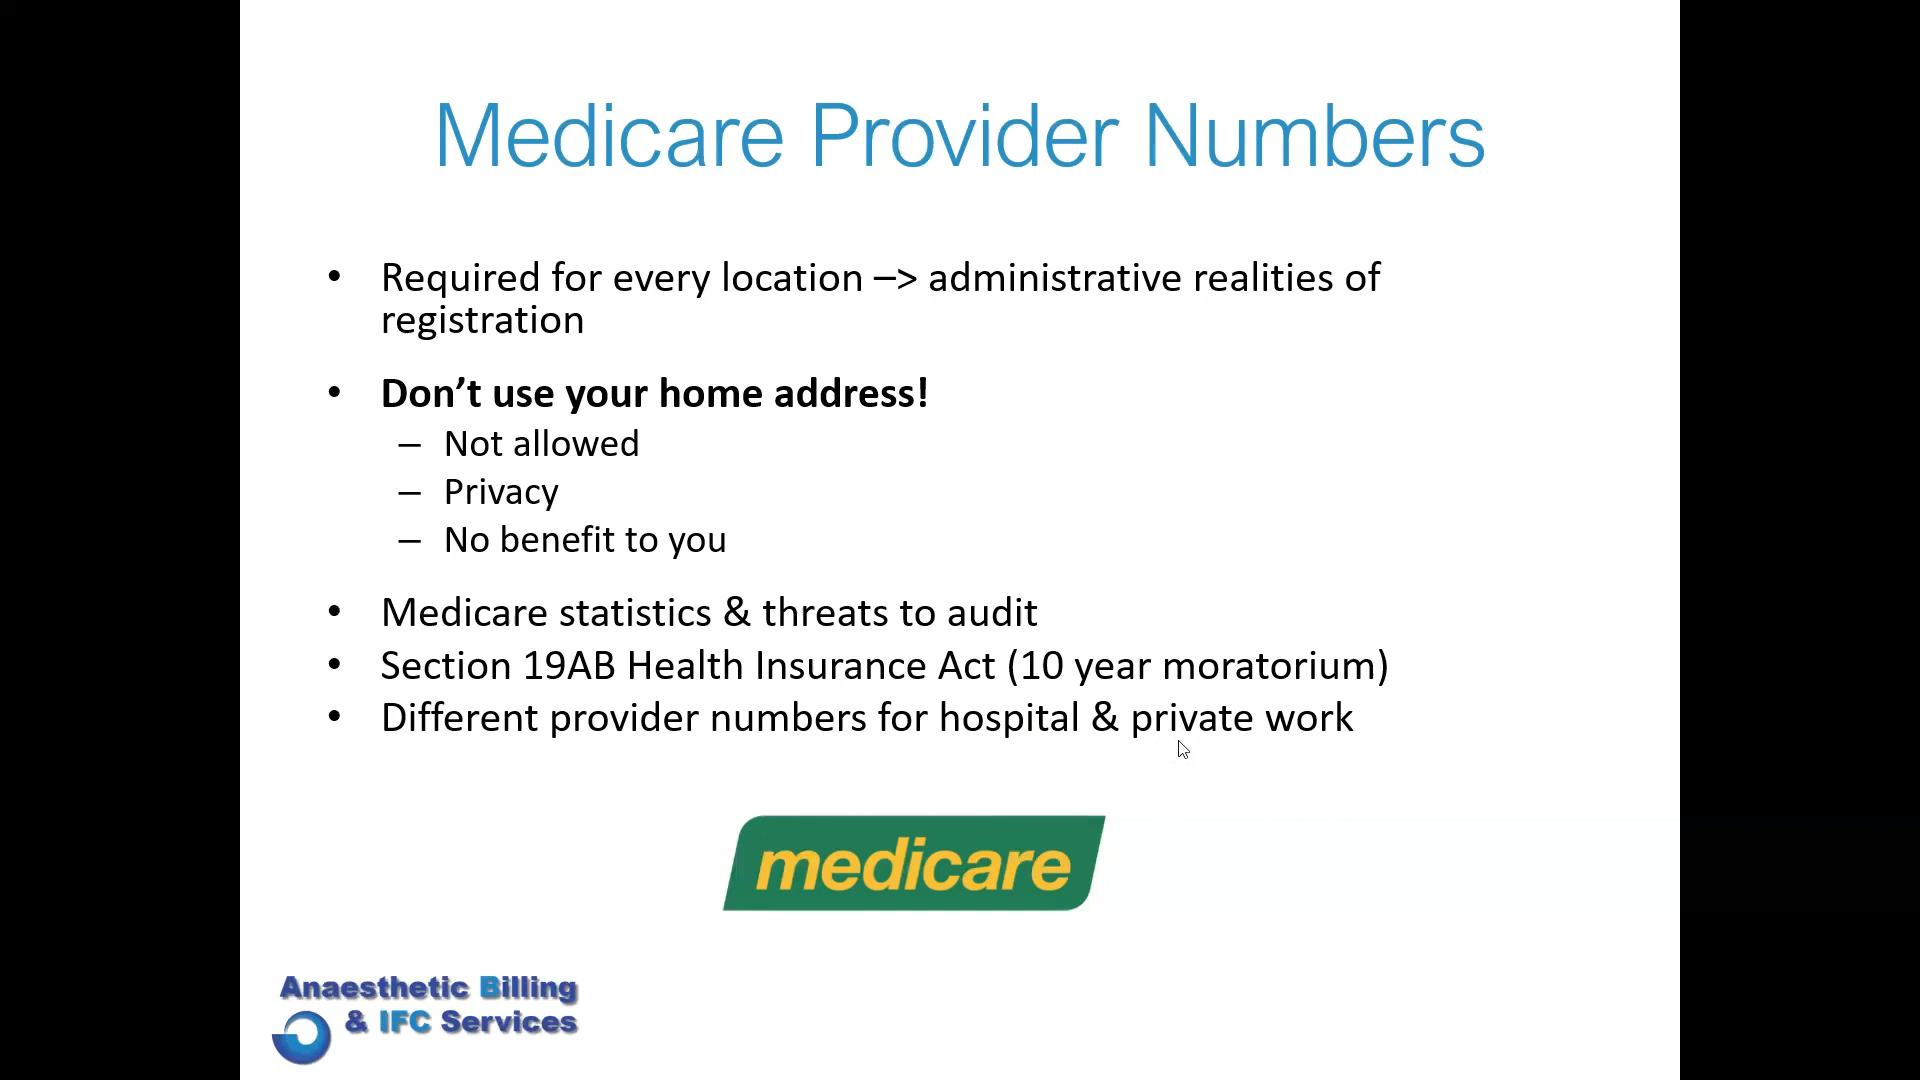 Medicare Provider Numbers
• Required for every location –> administrative realities of
registration
• Don’t use your home address!
– Not allowed
– Privacy
– No benefit to you
• Medicare statistics & threats to audit
• Section 19AB Health Insurance Act (10 year moratorium)
• Different provider numbers for hospital & private work
medicare
Anaesthetic Billing
& IFC Services